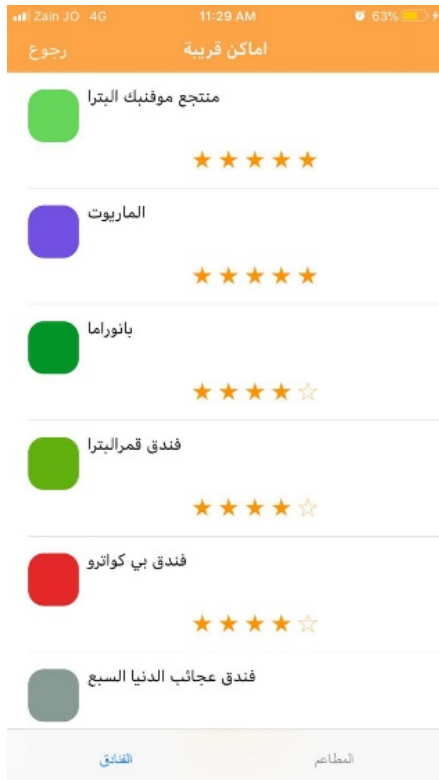 Zain JO 4G 11:29 AM 63%
رجوع اماكن قريبة
منتجع موفنبك البترا
الماريوت
بانوراما
فندق قمرالبترا
فندق بي كواترو
فندق عجائب الدنيا السبع
الفنادق المطاعم